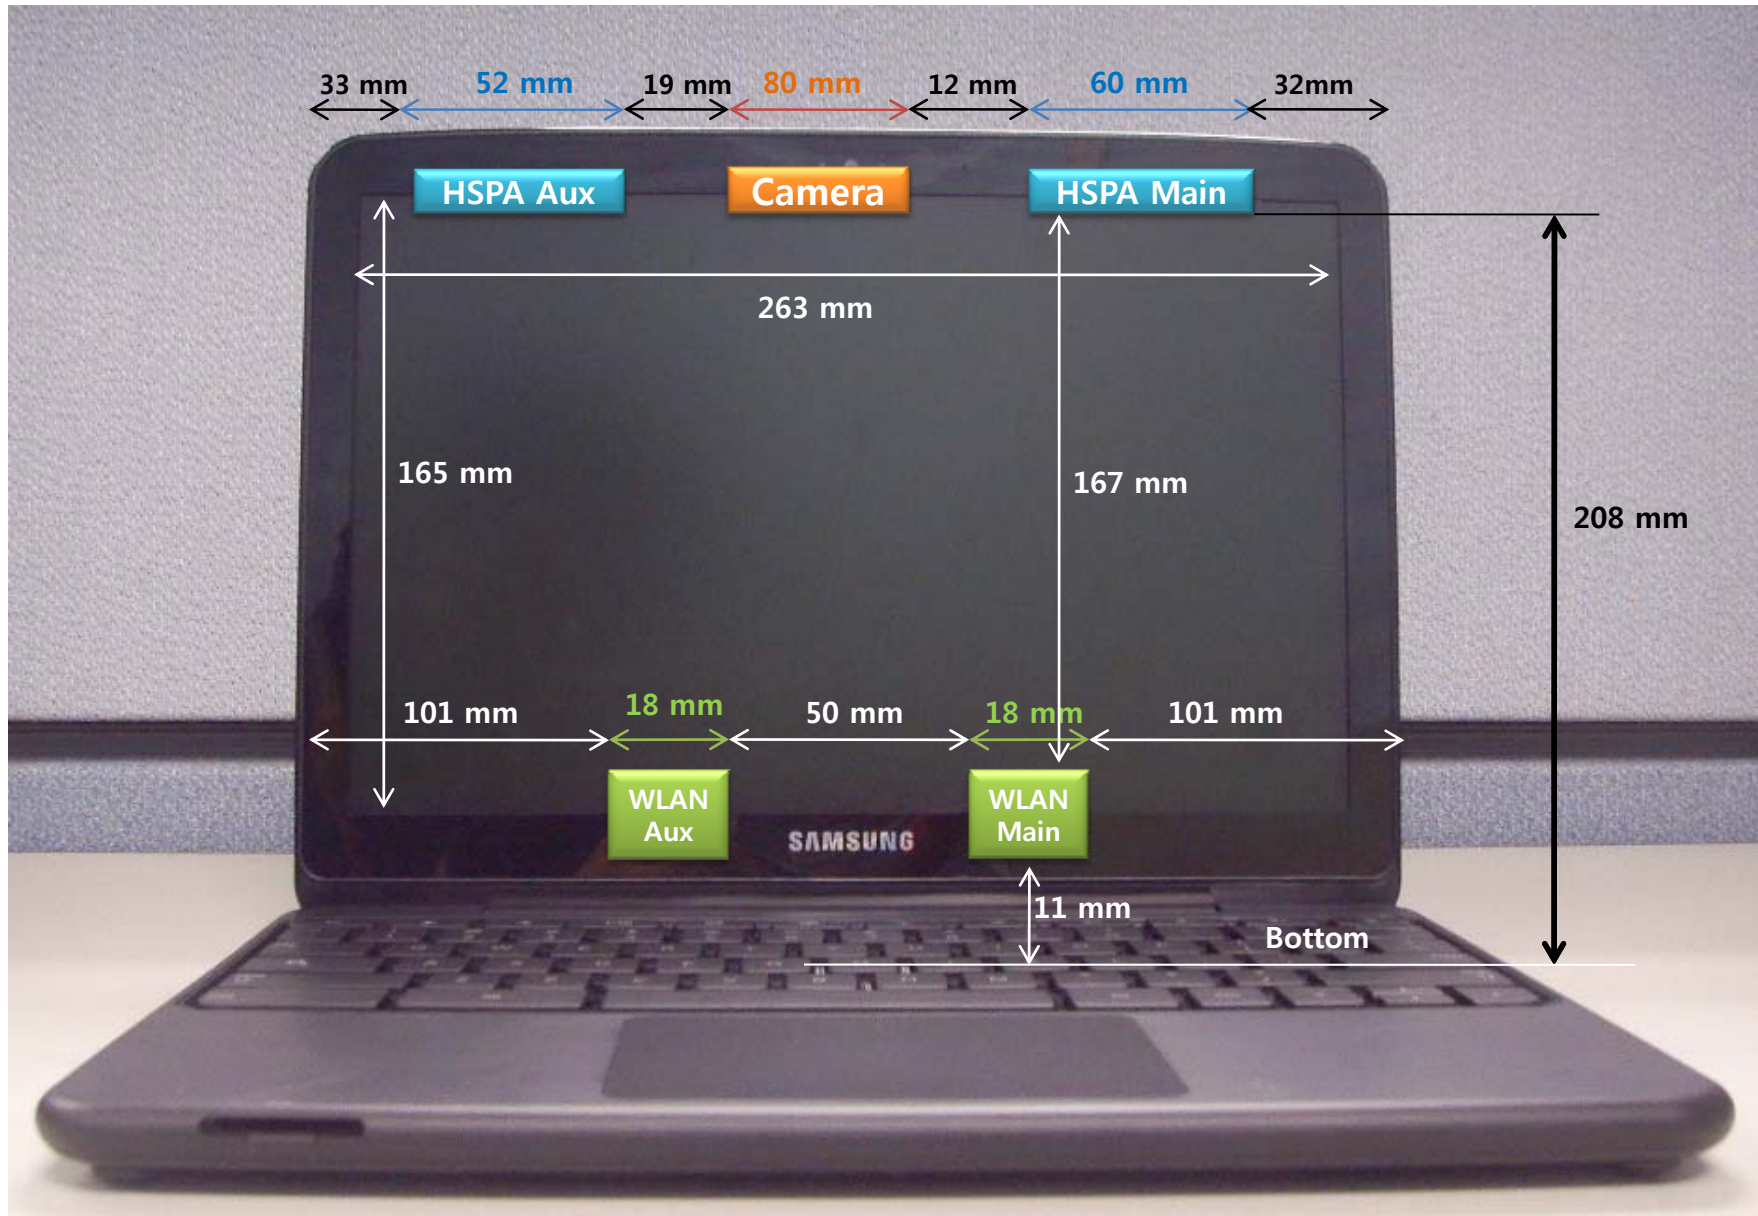 33 mm 52 mm 19 mm 80 mm 12 mm 60 mm 32mm
HSPA Aux Camera HSPA Main
263 mm
165 mm 167 mm
208 mm
101 mm 18 mm 50 mm 18 mm 101 mm
WLAN
Aux
WLAN
Main
SAMSUNG
11 mm
Bottom